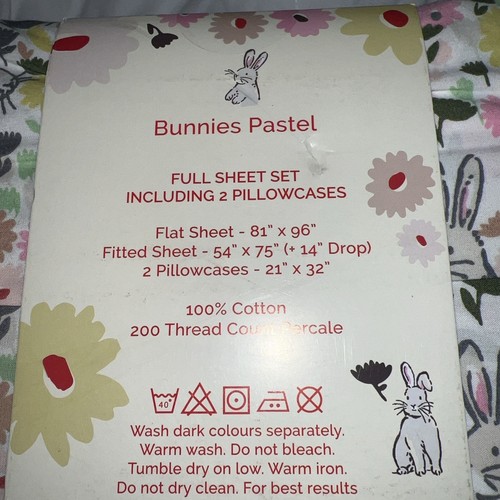 Bunnies Pastel
FULL SHEET SET
INCLUDING 2 PILLOWCASES
Flat Sheet - 81” x 96”
Fitted Sheet - 54” x 75” (+ 14” Drop)
2 Pillowcases - 21” x 32”
100% Cotton
200 Thread Count Percale
40°
Wash dark colours separately.
Warm wash. Do not bleach.
Tumble dry on low. Warm iron.
Do not dry clean. For best results